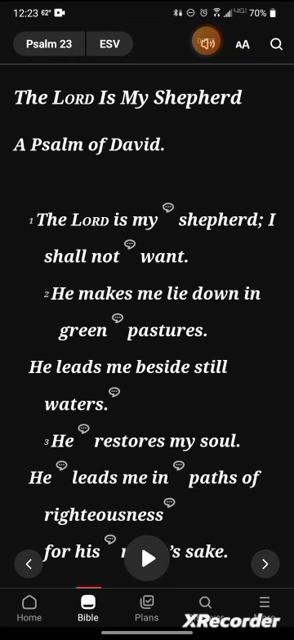 12:23 62°
70%
Psalm 23 ESV
AA
The LORD Is My Shepherd
A Psalm of David.
1 The LORD is my shepherd; I
shall not want.
2 He makes me lie down in
green pastures.
He leads me beside still
waters.
3 He restores my soul.
He leads me in paths of
righteousness
for his sake.
Home Bible Plans
XRecorder